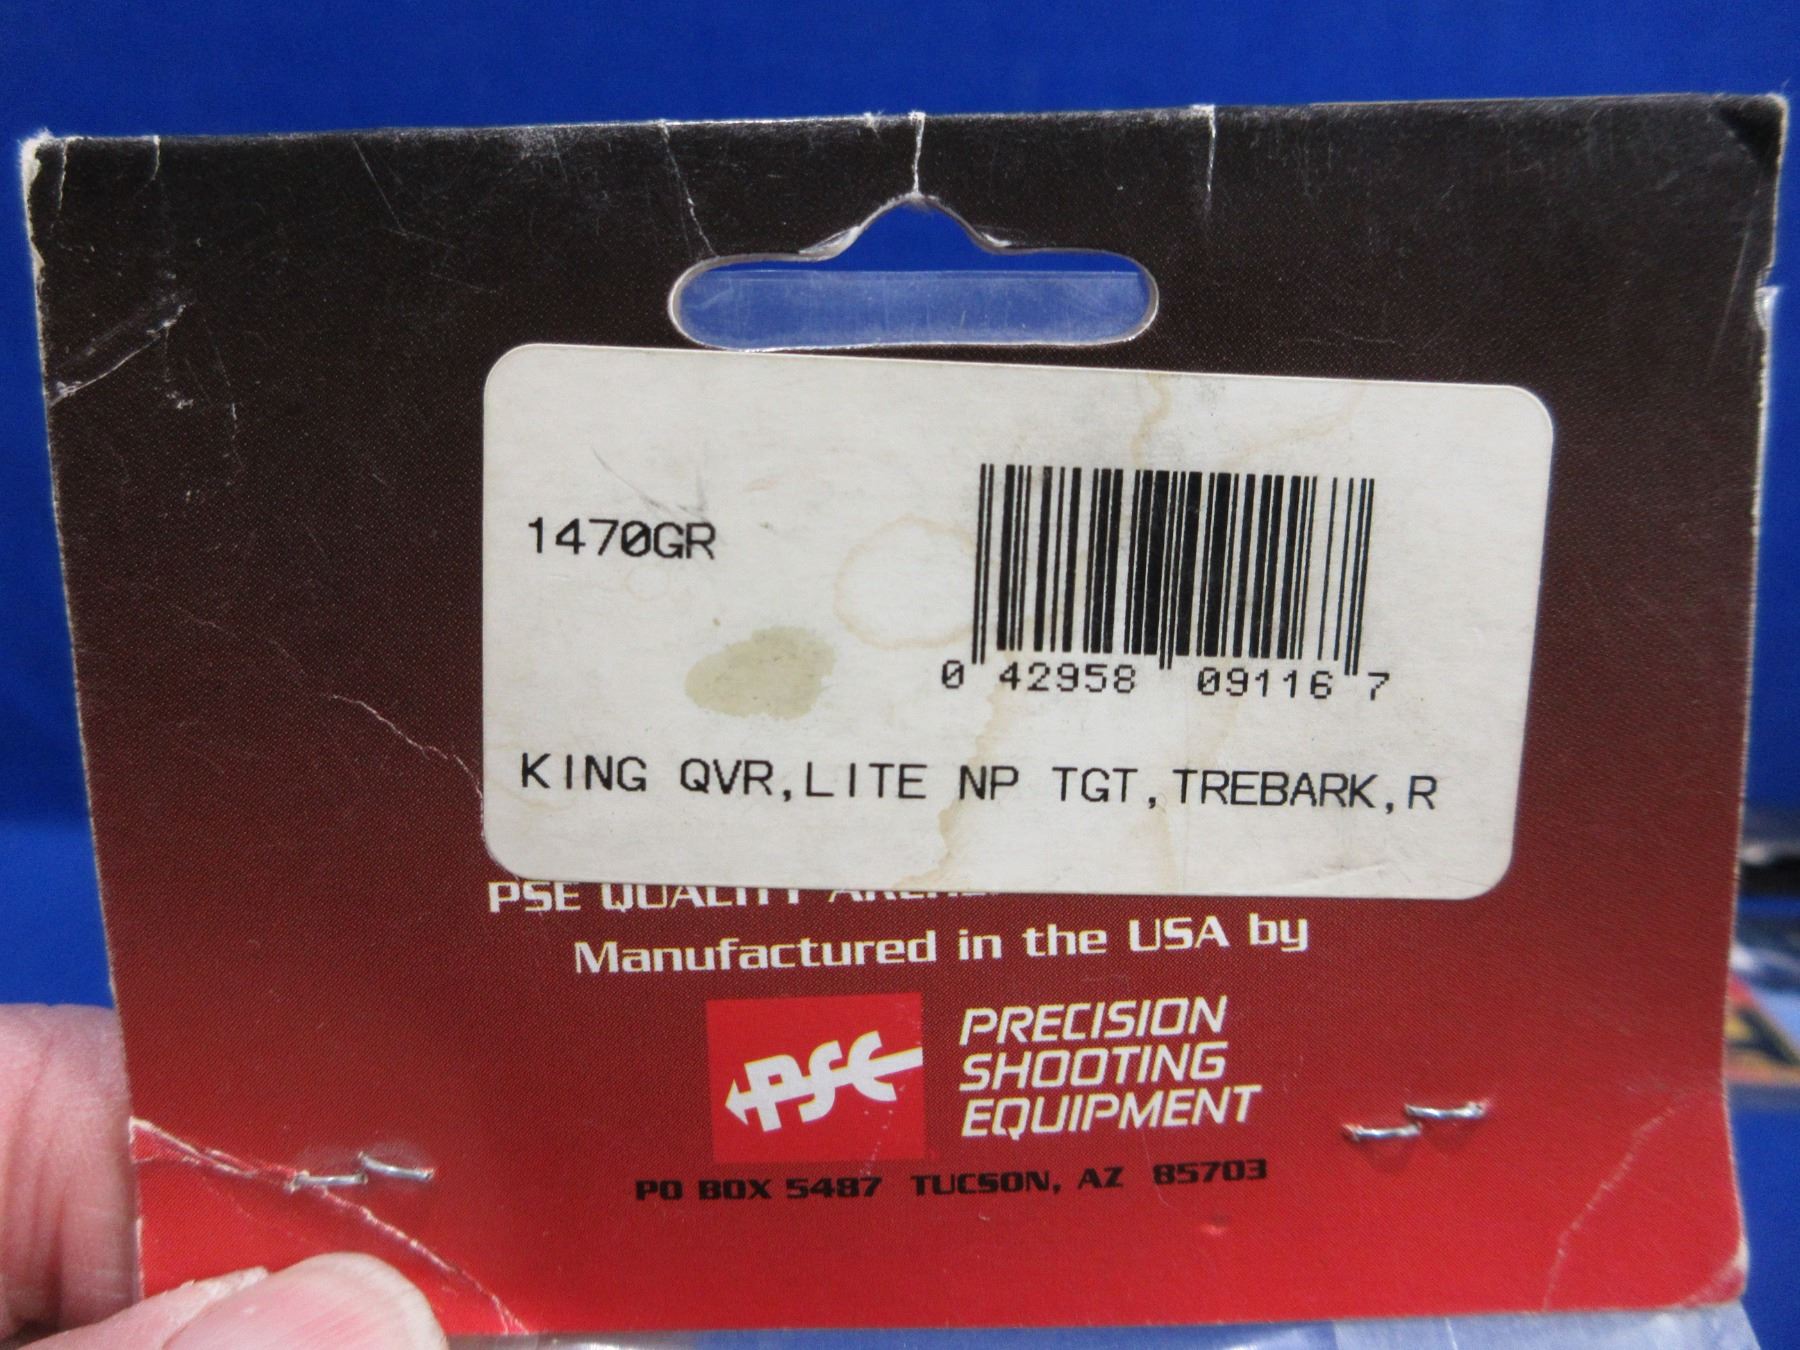 1470GR
0 42958 09116 7
KING QVR,LITE NP TGT,TREBARK,R
PSE QUALITY
Manufactured in the USA by
PSE
PRECISION
SHOOTING
EQUIPMENT
PO BOX 5487 TUCSON, AZ 85703